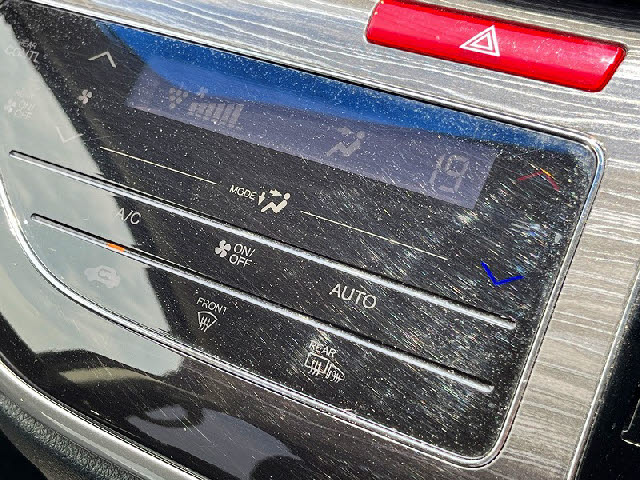 19
MODE
A/C
ON/
OFF
AUTO
FRONT
REAR